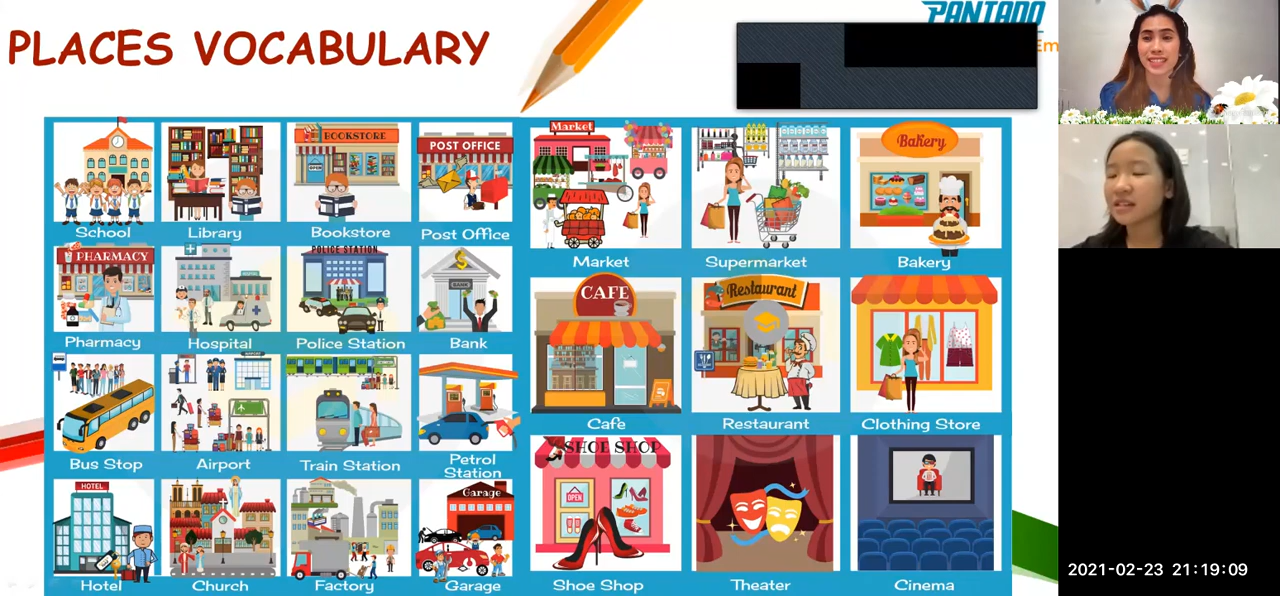 PANTADO
Em
PLACES VOCABULARY
School
Library
BOOKSTORE
OPEN
Bookstore
POST OFFICE
Post Office
Market
Market
Supermarket
Bakery
Bakery
PHARMACY
Pharmacy
Hospital
POLICE STATION
Police Station
BANK
Bank
CAFE
Cafe
Restaurant
Restaurant
Clothing Store
Bus Stop
AIRPORT
Airport
Train Station
Petrol
Station
SHOE SHOP
OPEN
Shoe Shop
Theater
Cinema
HOTEL
Hotel
Church
Factory
Garage
Garage
2021-02-23 21:19:09